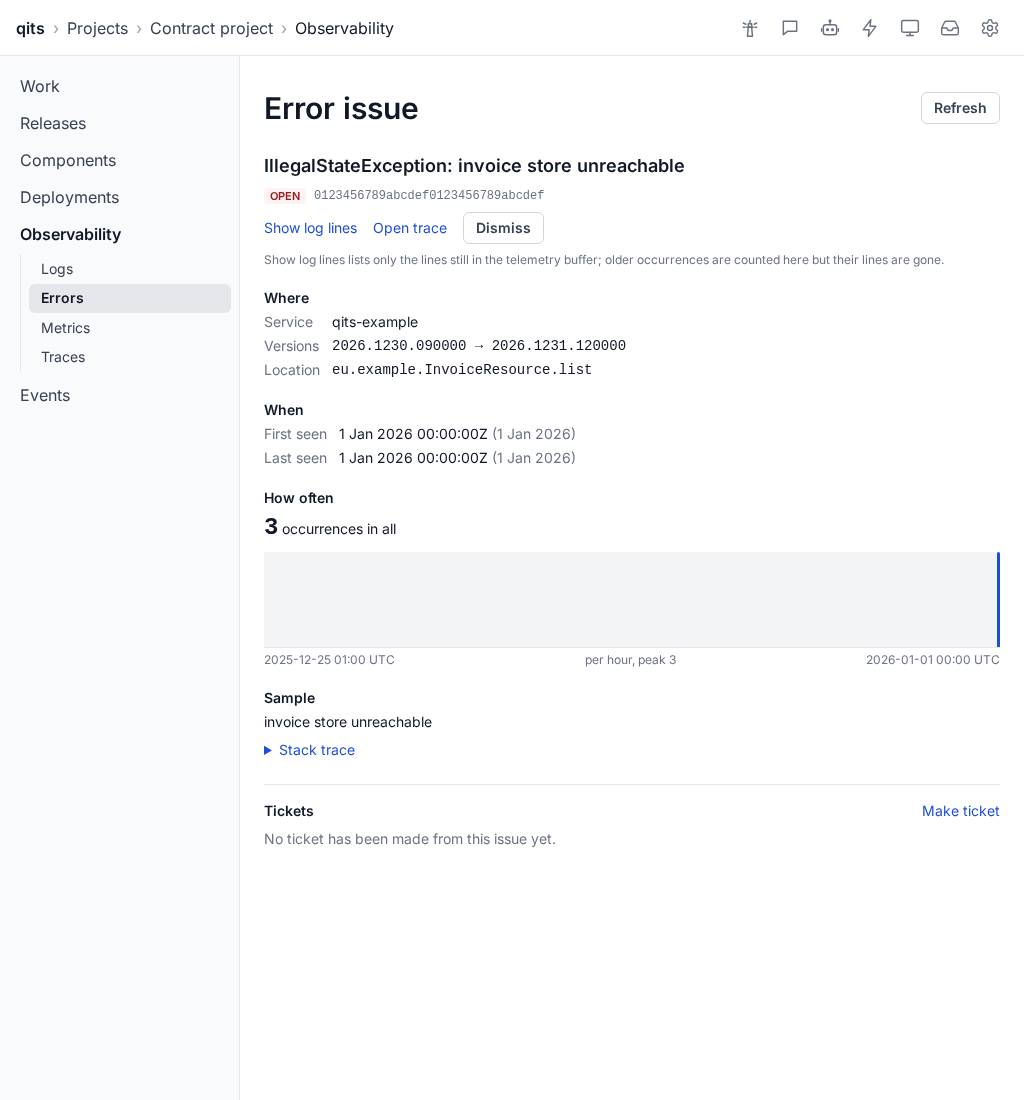 qits › Projects › Contract project › Observability
Work
Releases
Components
Deployments
Observability
Logs
Errors
Metrics
Traces
Events
Error issue
Refresh
IllegalStateException: invoice store unreachable
OPEN 0123456789abcdef0123456789abcdef
Show log lines Open trace Dismiss
Show log lines lists only the lines still in the telemetry buffer; older occurrences are counted here but their lines are gone.
Where
Service qits-example
Versions 2026.1230.090000 → 2026.1231.120000
Location eu.example.InvoiceResource.list
When
First seen 1 Jan 2026 00:00:00Z (1 Jan 2026)
Last seen 1 Jan 2026 00:00:00Z (1 Jan 2026)
How often
3 occurrences in all
2025-12-25 01:00 UTC per hour, peak 3 2026-01-01 00:00 UTC
Sample
invoice store unreachable
Stack trace
Tickets Make ticket
No ticket has been made from this issue yet.